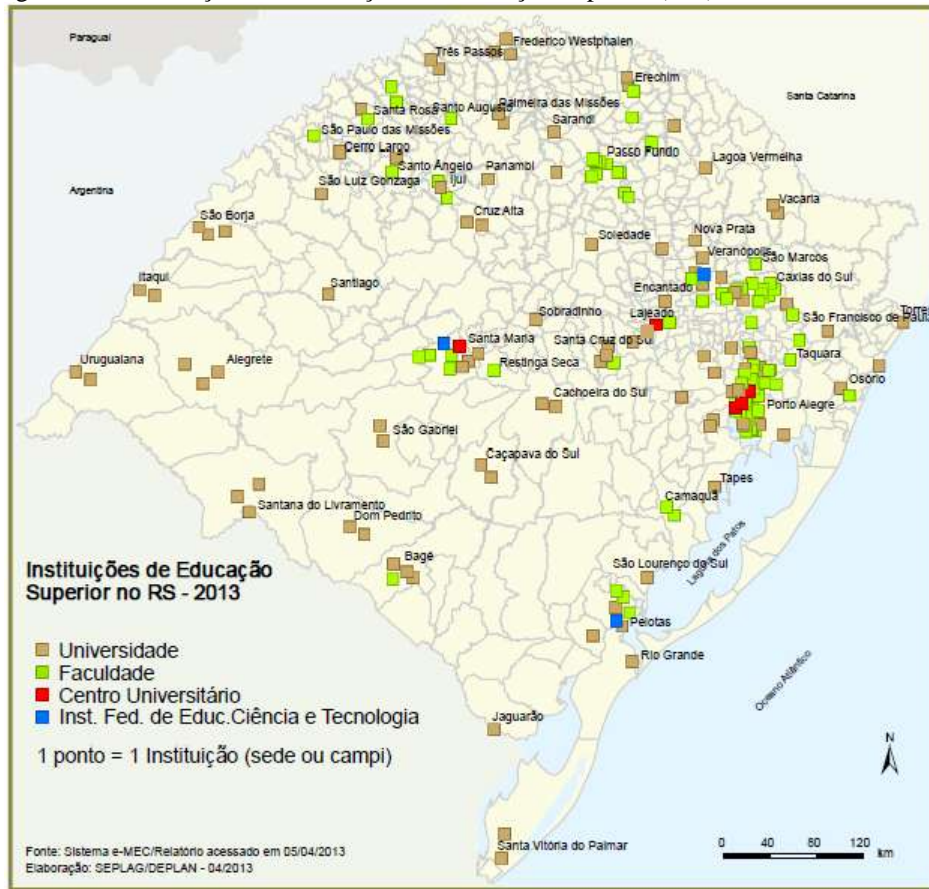 Paraguai
Frederico Westphalen
Três Passos
Erechim
Santa Catarina
Santa Rosa
Santo Augusto
Palmeira das Missões
São Paulo das Missões
Sarandi
Cerro Largo
Passo Fundo
Santo Ângelo
Panambi
Lagoa Vermelha
Argentina
São Luiz Gonzaga
Ijuí
Vacaria
São Borja
Cruz Alta
Soledade
Nova Prata
Veranópolis
São Marcos
Itaqui
Santiago
Encantado
Caxias do Sul
Sobradinho
Lajeado
São Francisco de Paula
Santa Maria
Santa Cruz do Sul
Uruguaiana
Alegrete
Restinga Seca
Taquara
Osório
Cachoeira do Sul
Porto Alegre
São Gabriel
Caçapava do Sul
Tapes
Santana do Livramento
Camaquã
Dom Pedrito
Lagoa dos Patos
Bagé
São Lourenço do Sul
Instituições de Educação
Superior no RS - 2013
Pelotas
Universidade
Rio Grande
Faculdade
Oceano Atlântico
Centro Universitário
Inst. Fed. de Educ.Ciência e Tecnologia
Jaguarão
1 ponto = 1 Instituição (sede ou campi)
N
Santa Vitória do Palmar
Fonte: Sistema e-MEC/Relatório acessado em 05/04/2013
Elaboração: SEPLAG/DEPLAN - 04/2013
0 40 80 120
km